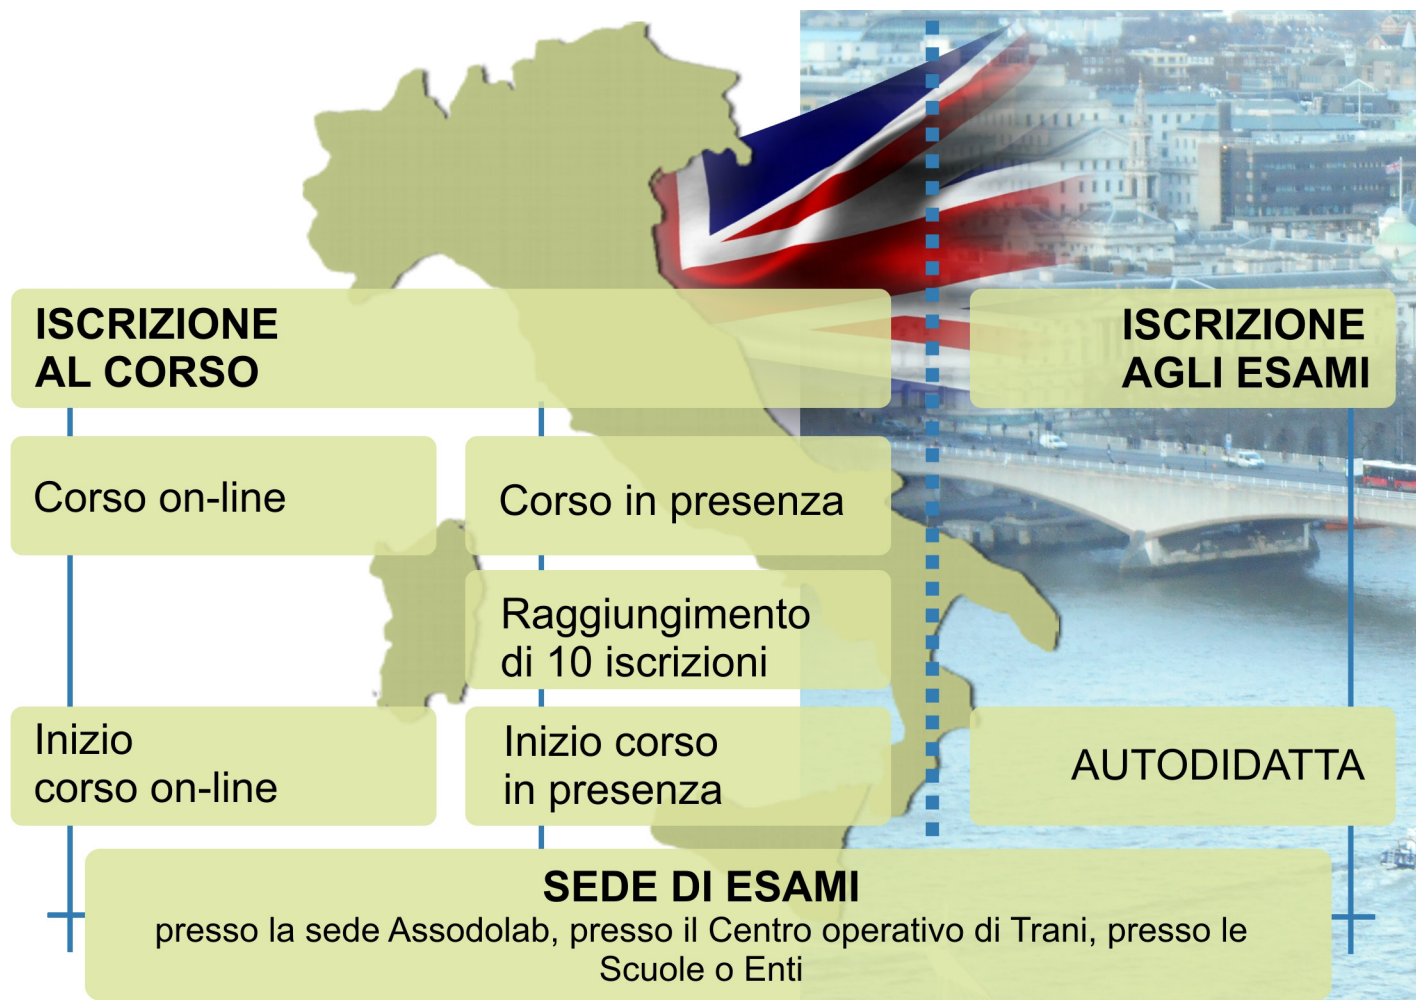 ISCRIZIONE
AL CORSO
ISCRIZIONE
AGLI ESAMI
Corso on-line
Corso in presenza
Raggiungimento
di 10 iscrizioni
Inizio
corso on-line
Inizio corso
in presenza
AUTODIDATTA
SEDE DI ESAMI
presso la sede Assodolab, presso il Centro operativo di Trani, presso le
Scuole o Enti